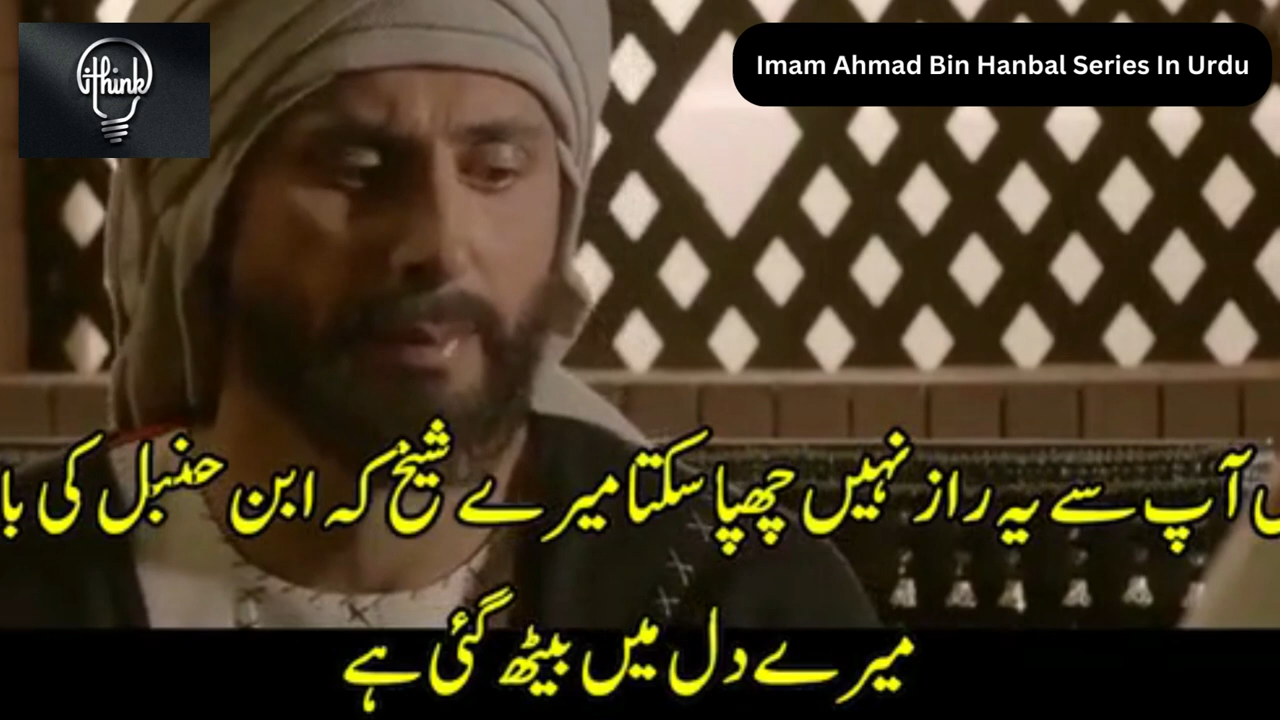 ithink
Imam Ahmad Bin Hanbal Series In Urdu
آپ سے یہ راز نہیں چھپا سکتا میرے شیخ کہ ابن حنبل کی
میرے دل میں بیٹھ گئی ہے